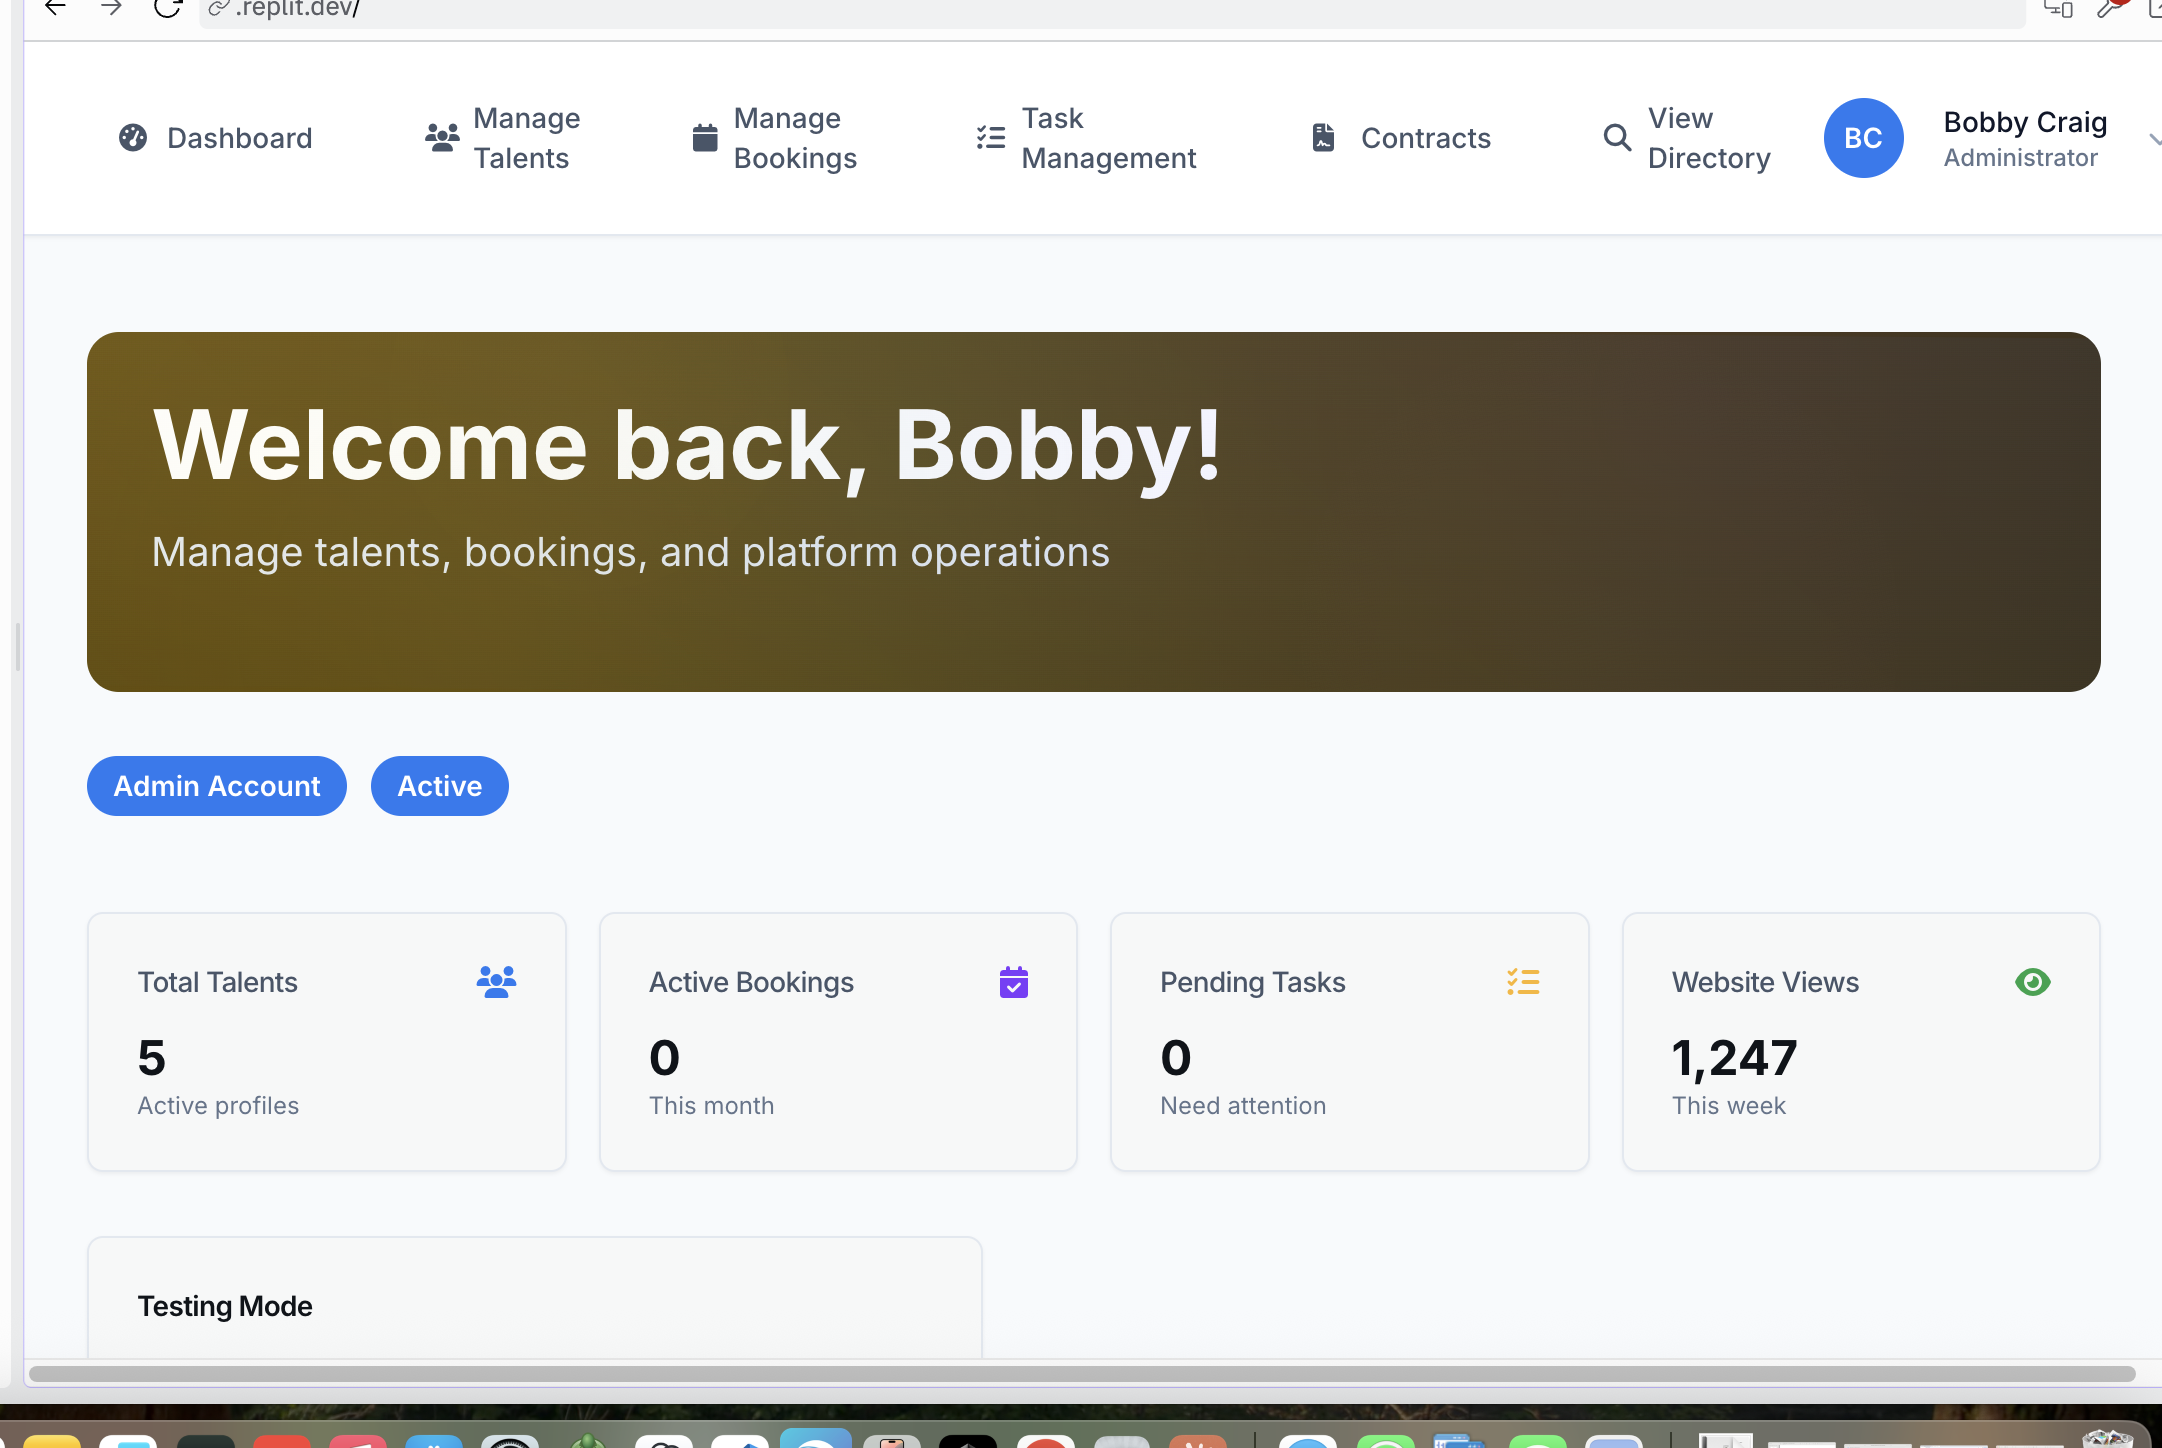 .replit.dev/
Dashboard
Manage
Talents
Manage
Bookings
Task
Management
Contracts
View
Directory
BC
Bobby Craig
Administrator
Welcome back, Bobby!
Manage talents, bookings, and platform operations
Admin Account
Active
Total Talents
5
Active profiles
Active Bookings
0
This month
Pending Tasks
0
Need attention
Website Views
1,247
This week
Testing Mode